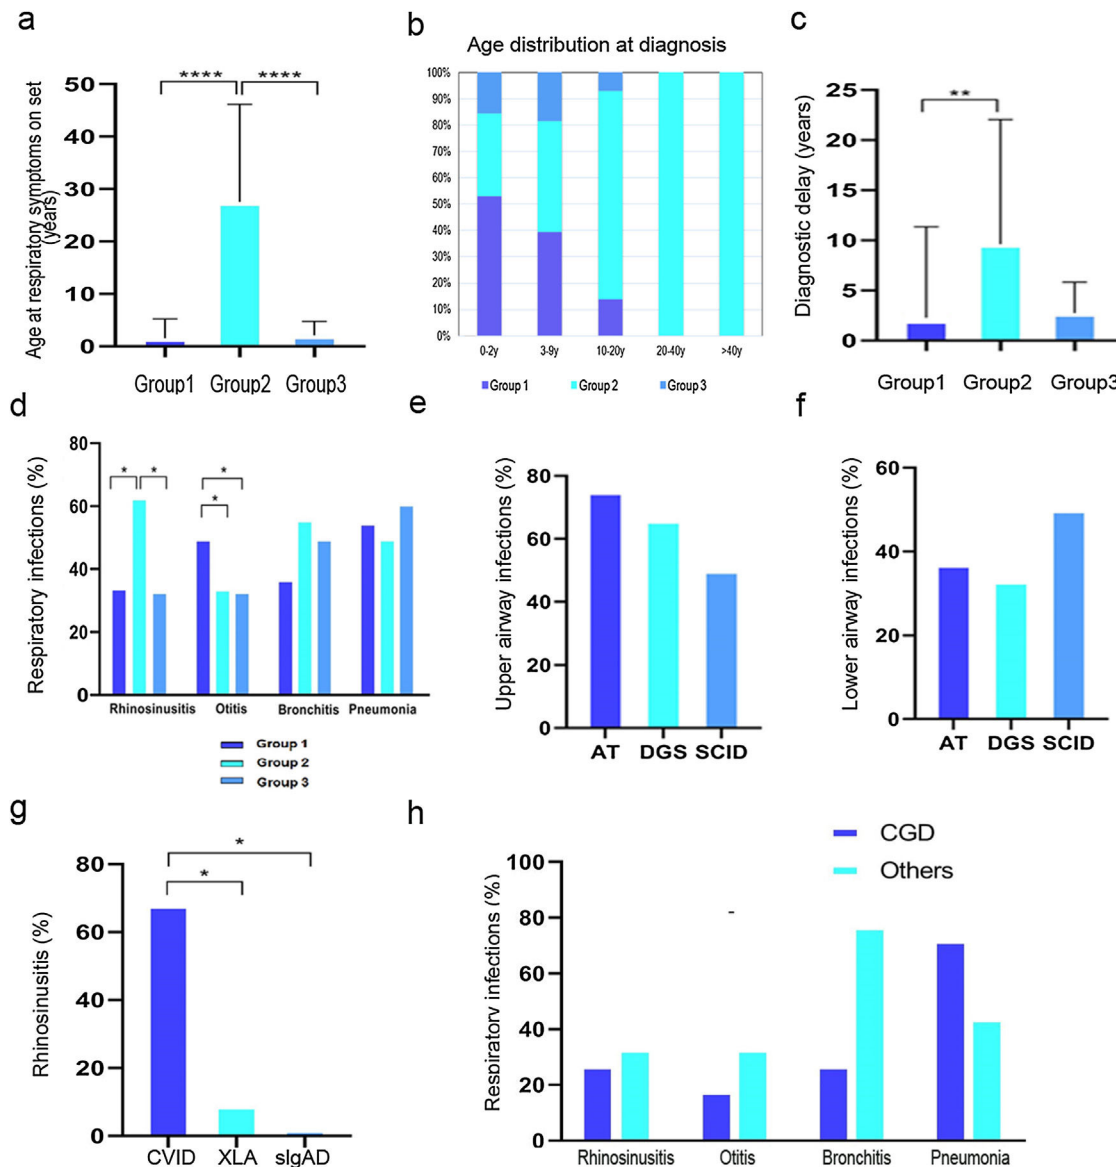 a
Age at respiratory symptoms on set
(years)
50
40
30
20
10
0
****
****
Group1 Group2 Group3
b
Age distribution at diagnosis
100%
90%
80%
70%
60%
50%
40%
30%
20%
10%
0%
0-2y 3-9y 10-20y 20-40y >40y
Group 1 Group 2 Group 3
c
Diagnostic delay (years)
25
20
15
10
5
0
**
Group1 Group2 Group3
d
Respiratory infections (%)
80
60
40
20
0
* * * *
Rhinosinusitis Otitis Bronchitis Pneumonia
Group 1
Group 2
Group 3
e
Upper airway infections (%)
80
60
40
20
0
AT DGS SCID
f
Lower airway infections (%)
60
40
20
0
AT DGS SCID
g
Rhinosinusitis (%)
80
60
40
20
0
*
*
CVID XLA sIgAD
h
CGD
Others
Respiratory infections (%)
100
80
60
40
20
0
-
Rhinosinusitis Otitis Bronchitis Pneumonia